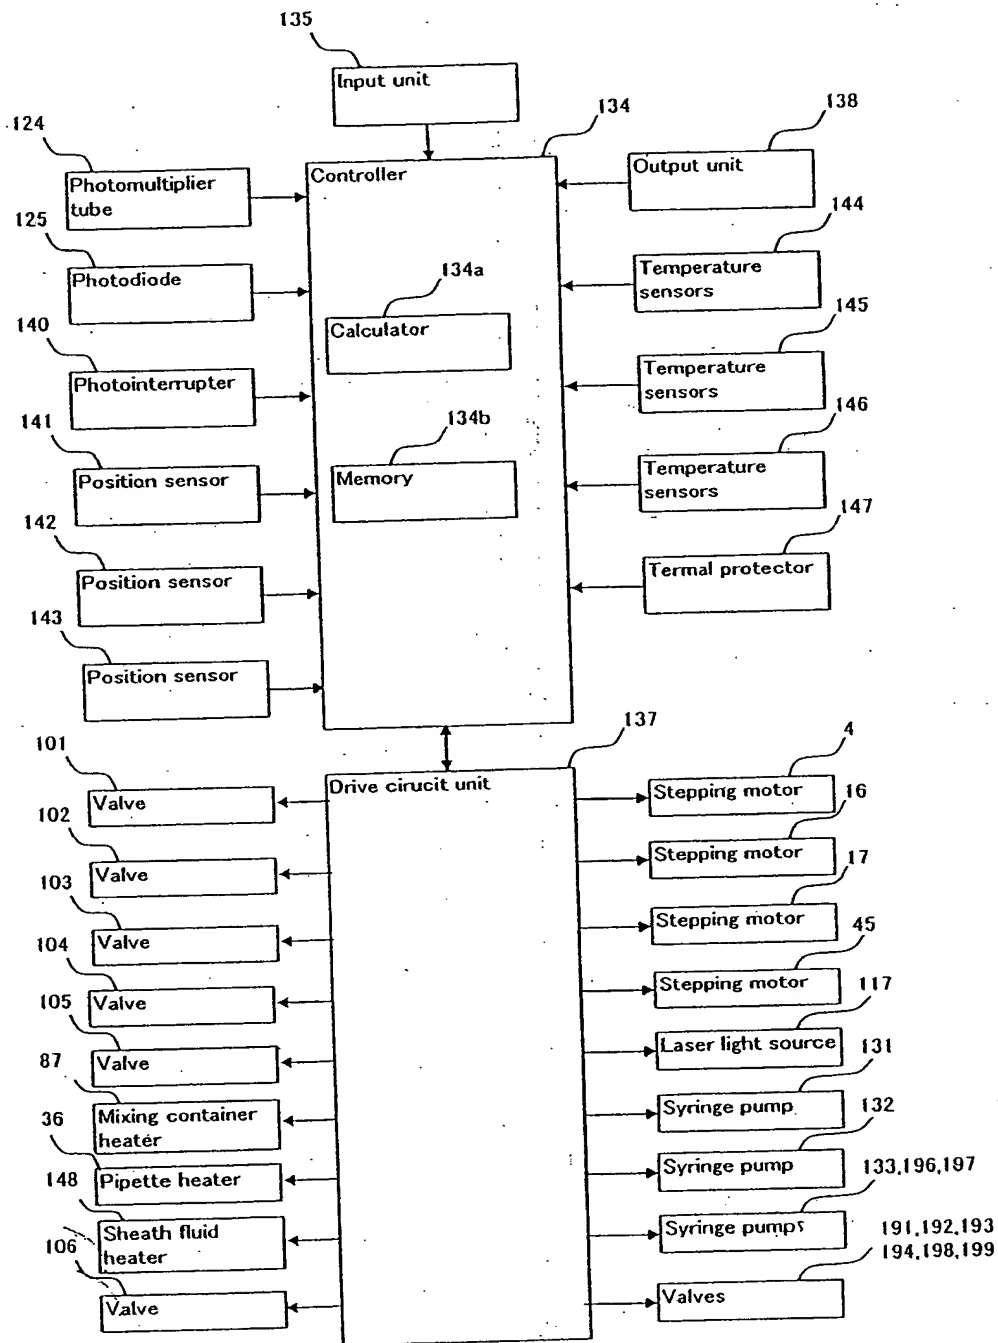 135
Input unit
124
Photomultiplier
tube
134
Controller
138
Output unit
125
Photodiode
144
Temperature
sensors
134a
Calculator
140
Photointerrupter
145
Temperature
sensors
141
Position sensor
134b
Memory
146
Temperature
sensors
142
Position sensor
147
Termal protector
143
Position sensor
137
Drive cirucit unit
101
Valve
4
Stepping motor
102
Valve
16
Stepping motor
103
Valve
17
Stepping motor
104
Valve
45
Stepping motor
105
Valve
117
Laser light source
87
Mixing container
heater
131
Syringe pump
36
Pipette heater
132
Syringe pump
148
Sheath fluid
heater
133,196,197
Syringe pumps
106
Valve
191,192,193
194,198,199
Valves